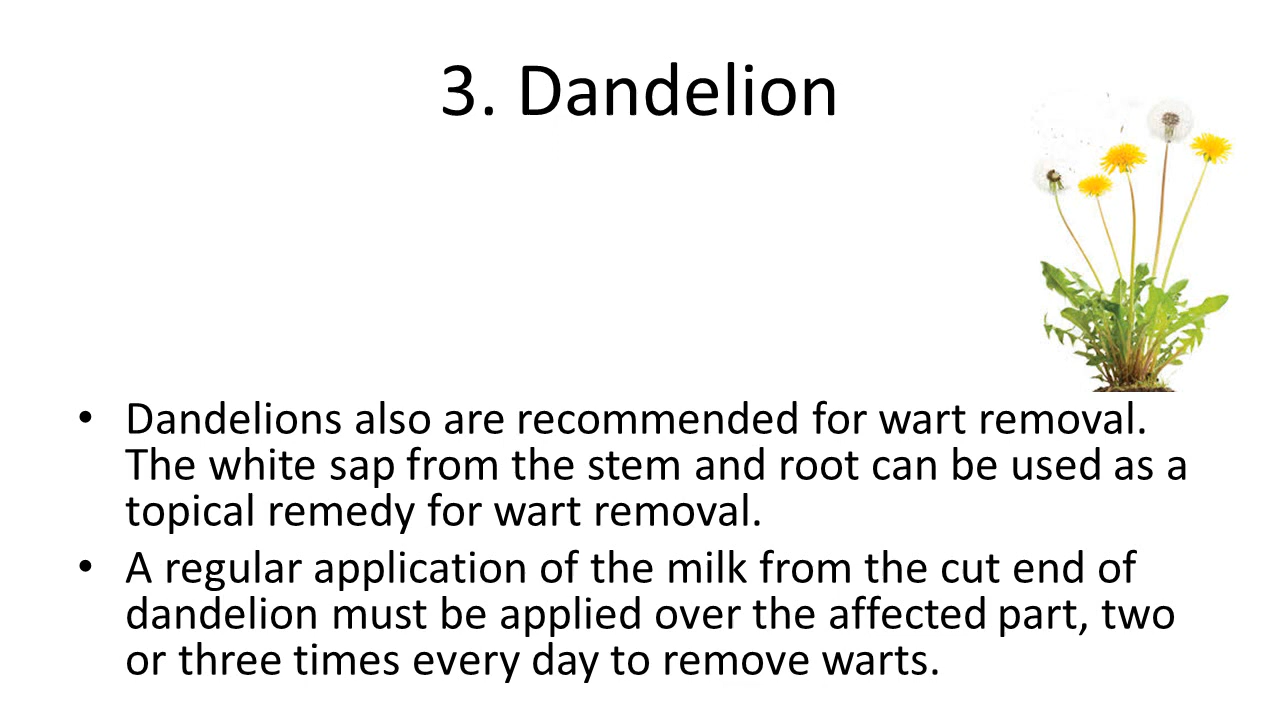 3. Dandelion
• Dandelions also are recommended for wart removal.
The white sap from the stem and root can be used as a
topical remedy for wart removal.
• A regular application of the milk from the cut end of
dandelion must be applied over the affected part, two
or three times every day to remove warts.